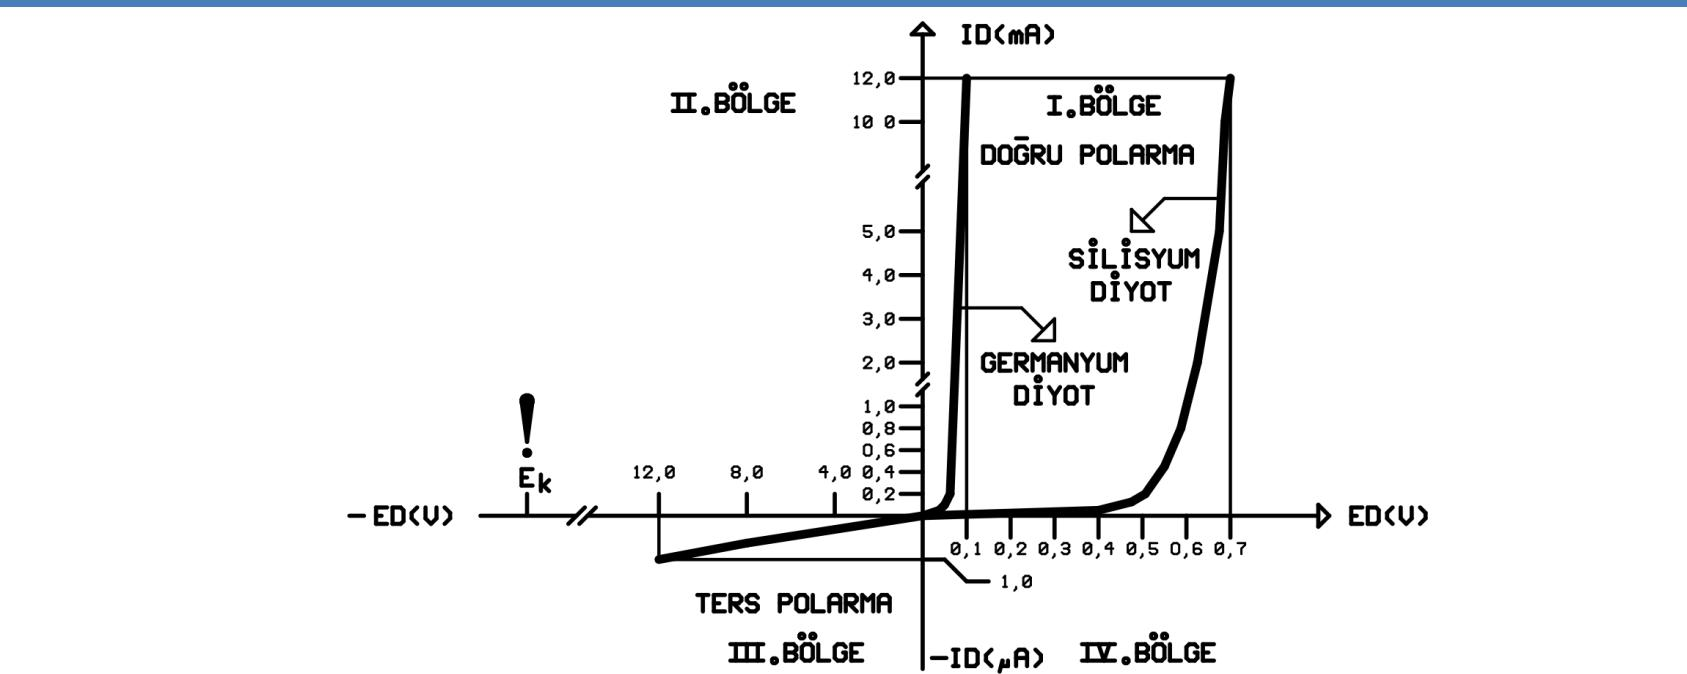 ID(mA)
12,0
II.BÖLGE
I.BÖLGE
10 0
DOĞRU POLARMA
5,0
SİLİSYUM
DİYOT
4,0
3,0
2,0
GERMANYUM
DİYOT
1,0
0,8
0,6
0,4
0,2
!
Ek
12,0 8,0 4,0
-ED(V)
ED(V)
0,1 0,2 0,3 0,4 0,5 0,6 0,7
1,0
TERS POLARMA
III.BÖLGE
-ID(µA)
IV.BÖLGE